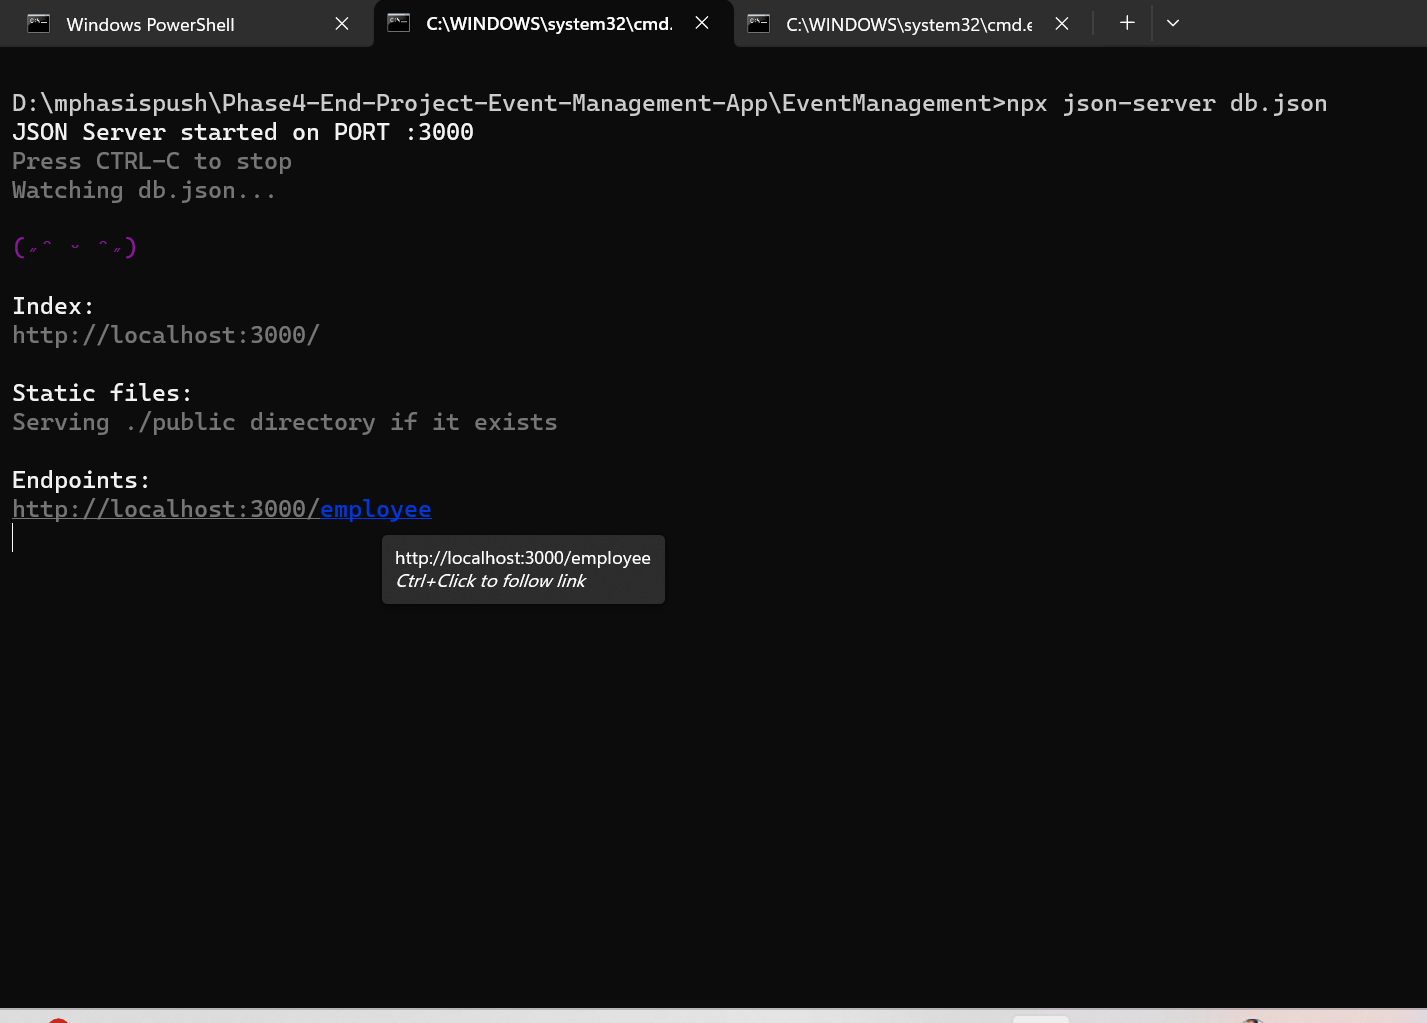 Windows PowerShell
C:\WINDOWS\system32\cmd.
C:\WINDOWS\system32\cmd.e
D:\mphasispush\Phase4-End-Project-Event-Management-App\EventManagement>npx json-server db.json
JSON Server started on PORT :3000
Press CTRL-C to stop
Watching db.json...
(˶ᵔ ᵕ ᵔ˶)
Index:
http://localhost:3000/
Static files:
Serving ./public directory if it exists
Endpoints:
http://localhost:3000/employee
http://localhost:3000/employee
Ctrl+Click to follow link